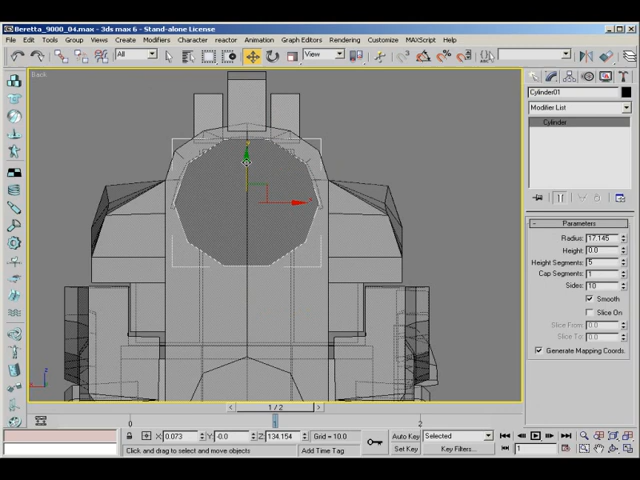 Beretta_9000_04.max - 3ds max 6 - Stand-alone License
File Edit Tools Group Views Create Modifiers Character reactor Animation Graph Editors Rendering Customize MAXScript Help
All View
Back
Cylinder01
Modifier List
Cylinder
- Parameters
Radius: 17.145
Height: 0.0
Height Segments: 5
Cap Segments: 1
Sides: 10
Smooth
Slice On
Slice From: 0.0
Slice To: 0.0
Generate Mapping Coords.
z
x
< 1 / 2 >
0 1 2
X: 0.073 Y: -0.0 Z: 134.154 Grid = 10.0 Auto Key Selected
Click and drag to select and move objects Add Time Tag Set Key Key Filters... 1